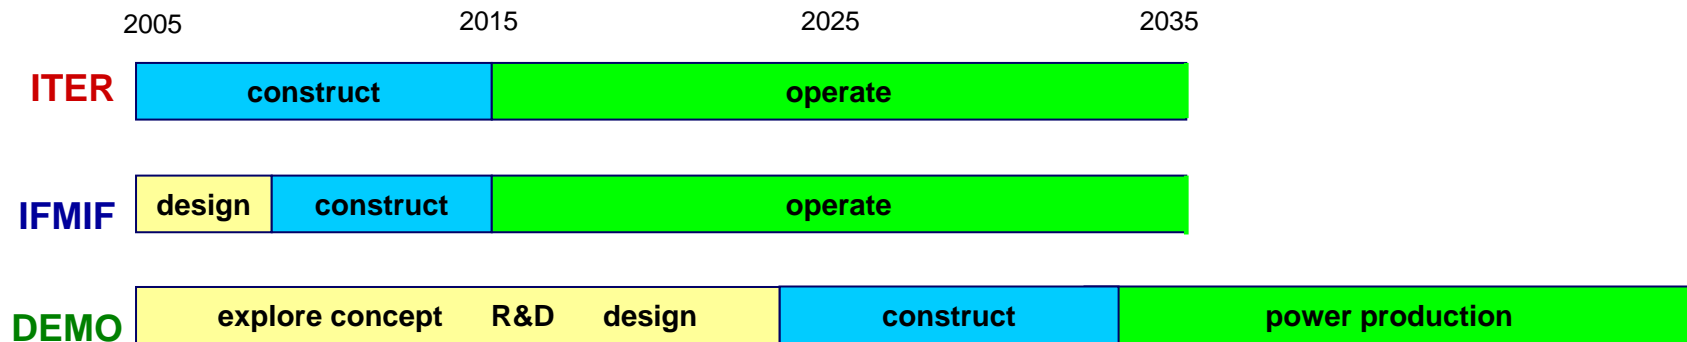 2005 2015 2025 2035
ITER construct operate
IFMIF design construct operate
DEMO explore concept R&D design construct power production